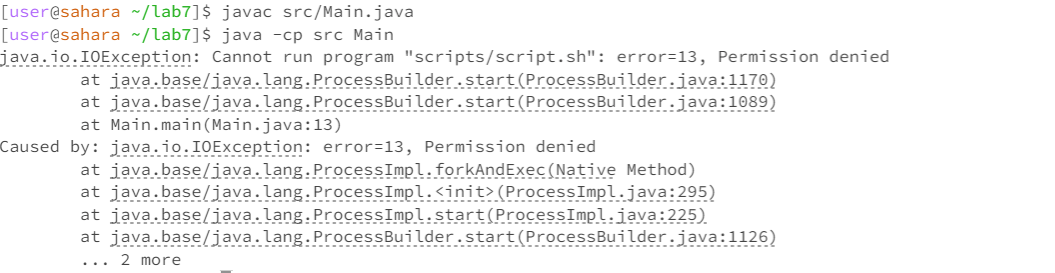 [user@sahara ~/lab7]$ javac src/Main.java
[user@sahara ~/lab7]$ java -cp src Main
java.io.IOException: Cannot run program "scripts/script.sh": error=13, Permission denied
        at java.base/java.lang.ProcessBuilder.start(ProcessBuilder.java:1170)
        at java.base/java.lang.ProcessBuilder.start(ProcessBuilder.java:1089)
        at Main.main(Main.java:13)
Caused by: java.io.IOException: error=13, Permission denied
        at java.base/java.lang.ProcessImpl.forkAndExec(Native Method)
        at java.base/java.lang.ProcessImpl.<init>(ProcessImpl.java:295)
        at java.base/java.lang.ProcessImpl.start(ProcessImpl.java:225)
        at java.base/java.lang.ProcessBuilder.start(ProcessBuilder.java:1126)
        ... 2 more